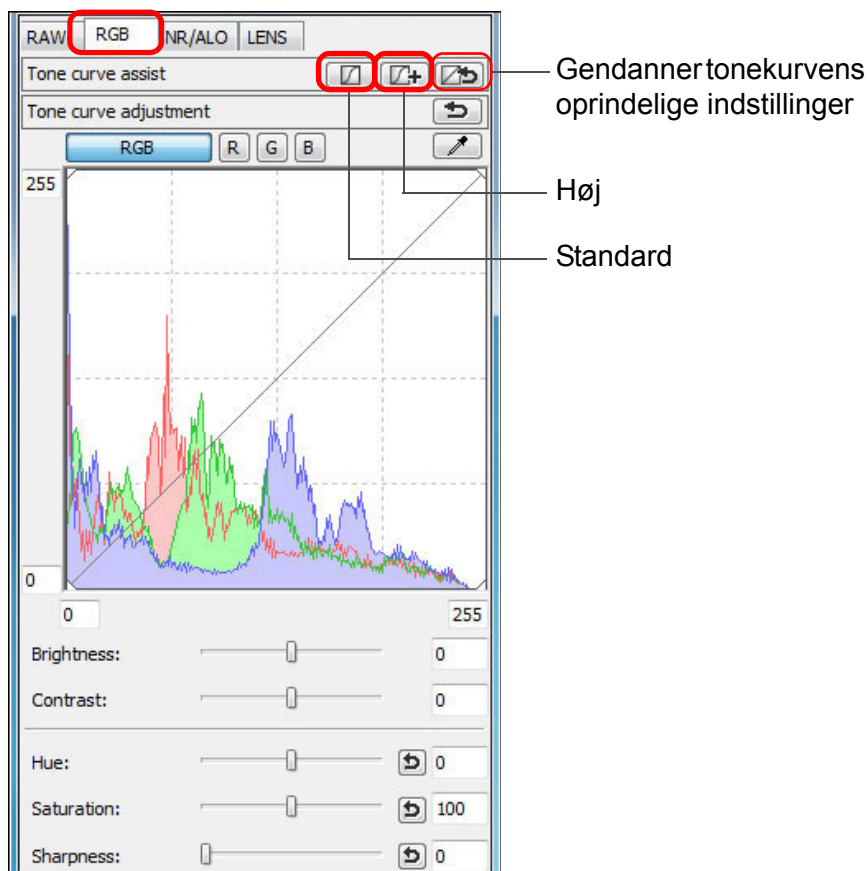 RAW RGB NR/ALO LENS
Tone curve assist
Gendanner tonekurvens
oprindelige indstillinger
Tone curve adjustment
RGB R G B
255
Høj
Standard
0
0 255
Brightness: 0
Contrast: 0
Hue: 0
Saturation: 100
Sharpness: 0